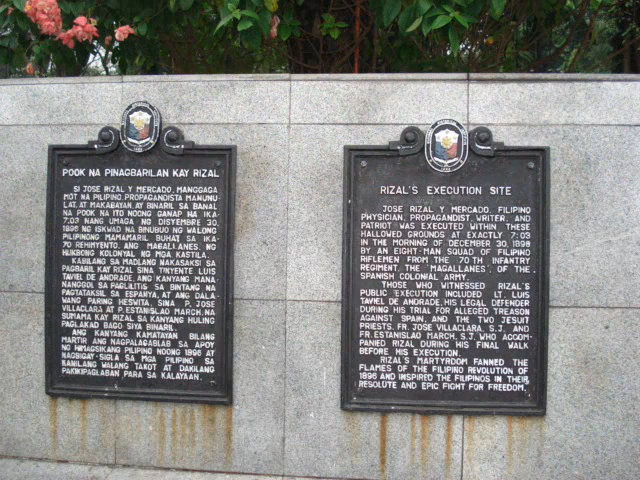 POOK NA PINAGBARILAN KAY RIZAL
SI JOSE RIZAL Y MERCADO, MANGGAGA
MOT NA PILIPINO, PROPAGANDISTA MANUNU
LAT, AT MAKABAYAN, AY BINARIL SA BANAL
NA POOK NA ITO NOONG GANAP NA IKA-
7:03 NANG UMAGA NG DISYEMBRE 30,
1896 NG ISKWAD NA BINUBUO NG WALONG
PILIPINONG MAMAMARIL BUHAT SA IKA-
70 REHIMYENTO, ANG MAGALLANES, NG
HUKBONG KOLONYAL NG MGA KASTILA.
KABILANG SA MADLANG NAKASAKSI SA
PAGBARIL KAY RIZAL SINA TINYENTE LUIS
TAVIEL DE ANDRADE, ANG KANYANG MANA-
NANGGOL SA PAGLILITIS SA BINTANG NA
PAGTATAKSIL SA ESPANYA, AT ANG DALA-
WANG PARING HESWITA, SINA P. JOSE
VILLACLARA AT P. ESTANISLAO MARCH, NA
SUMAMA KAY RIZAL SA KANYANG HULING
PAGLAKAD BAGO SIYA BINARIL.
ANG KANYANG KAMATAYAN BILANG
MARTIR ANG NAGPALAGABLAB SA APOY
NG HIMAGSIKANG PILIPINO NOONG 1896 AT
NAGBIGAY-SIGLA SA MGA PILIPINO SA
KANILANG WALANG TAKOT AT DAKILANG
PAKIKIPAGLABAN PARA SA KALAYAAN.
RIZAL'S EXECUTION SITE
JOSE RIZAL Y MERCADO, FILIPINO
PHYSICIAN, PROPAGANDIST, WRITER, AND
PATRIOT WAS EXECUTED WITHIN THESE
HALLOWED GROUNDS AT EXACTLY 7:03
IN THE MORNING OF DECEMBER 30, 1896
BY AN EIGHT-MAN SQUAD OF FILIPINO
RIFLEMEN FROM THE 70TH INFANTRY
REGIMENT, THE "MAGALLANES", OF THE
SPANISH COLONIAL ARMY.
THOSE WHO WITNESSED RIZAL'S
PUBLIC EXECUTION INCLUDED LT. LUIS
TAVIEL DE ANDRADE, HIS LEGAL DEFENDER
DURING HIS TRIAL FOR ALLEGED TREASON
AGAINST SPAIN, AND THE TWO JESUIT
PRIESTS, FR. JOSE VILLACLARA, S.J. AND
FR. ESTANISLAO MARCH, S.J. WHO ACCOM-
PANIED RIZAL DURING HIS FINAL WALK
BEFORE HIS EXECUTION.
RIZAL'S MARTYRDOM FANNED THE
FLAMES OF THE FILIPINO REVOLUTION OF
1896 AND INSPIRED THE FILIPINOS IN THEIR
RESOLUTE AND EPIC FIGHT FOR FREEDOM.